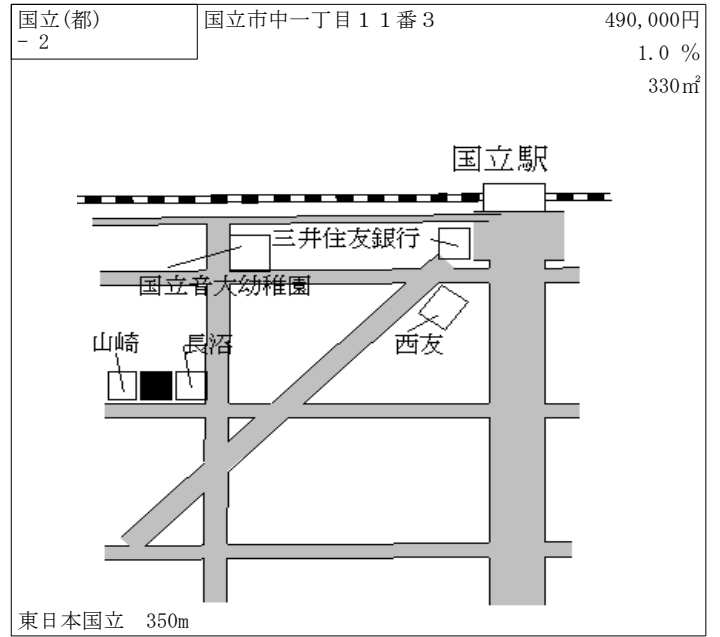 国立(都)
- 2
国立市中一丁目１１番３
490,000円
1.0 %
330㎡
国立駅
三井住友銀行
国立音大幼稚園
西友
山崎
長沼
東日本国立 350m